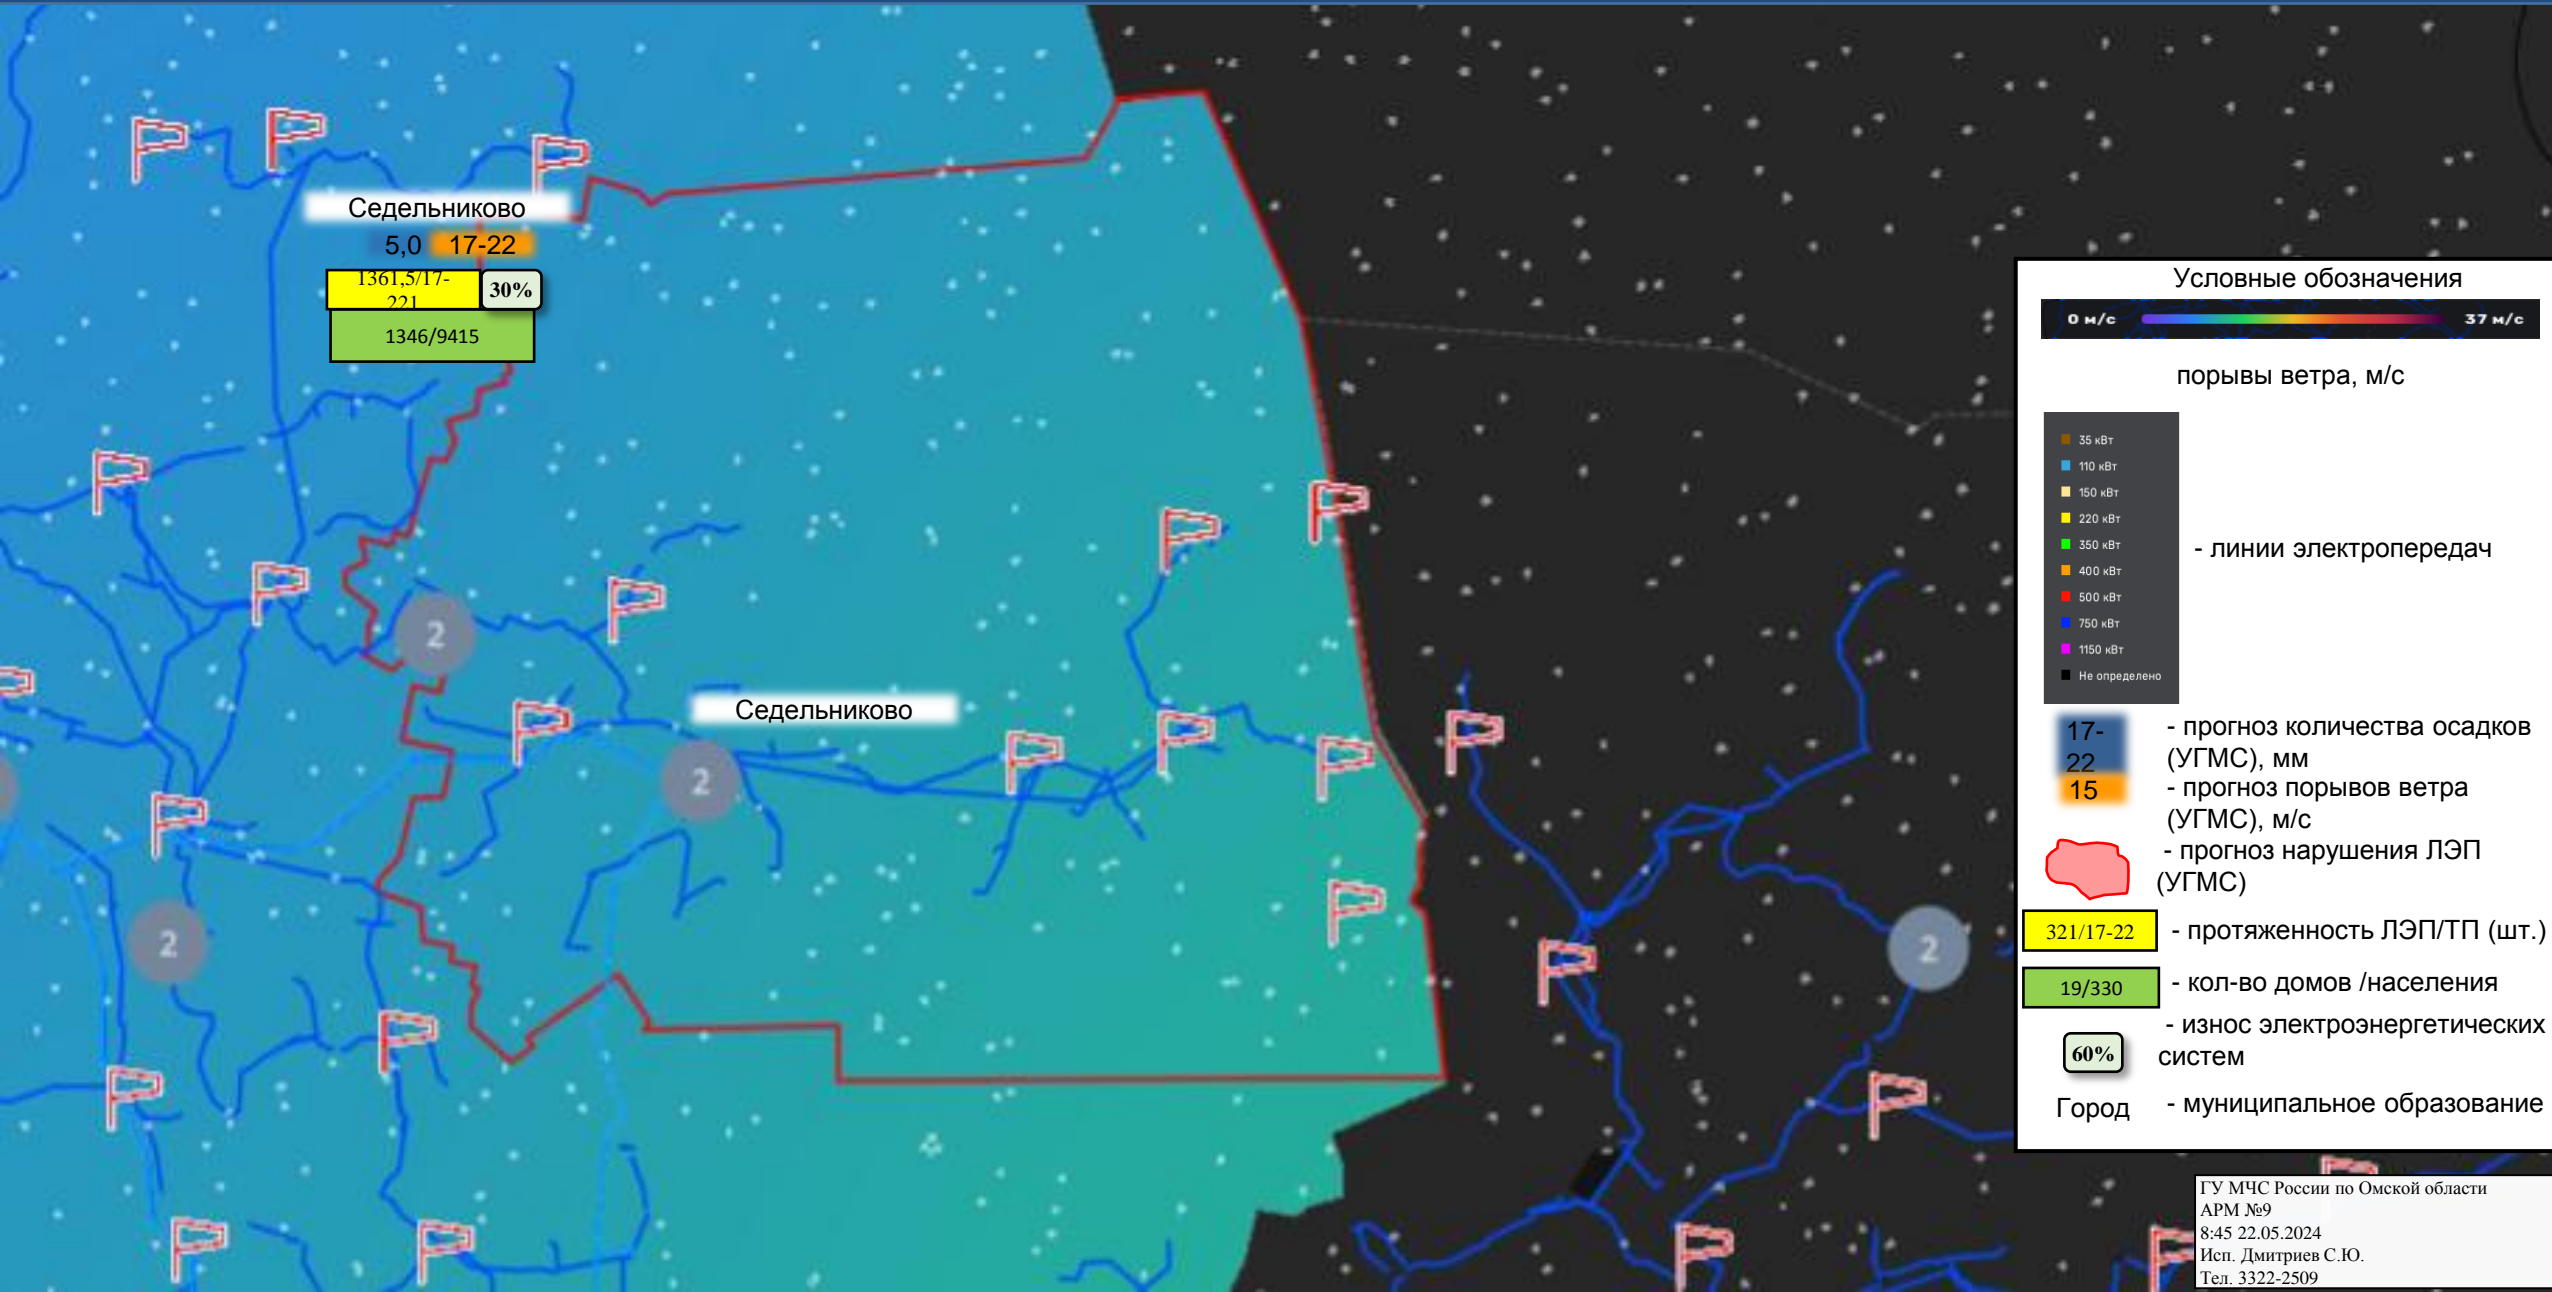 Седельниково
5,0 17-22
1361,5/17-
221
30%
1346/9415
2
Седельниково
2
2
2
Условные обозначения
0 м/с 37 м/с
порывы ветра, м/с
35 кВт
110 кВт
150 кВт
220 кВт
350 кВт
400 кВт
500 кВт
750 кВт
1150 кВт
Не определено
- линии электропередач
17-
22
- прогноз количества осадков
(УГМС), мм
15
- прогноз порывов ветра
(УГМС), м/с
- прогноз нарушения ЛЭП
(УГМС)
321/17-22 - протяженность ЛЭП/ТП (шт.)
19/330 - кол-во домов /населения
60%
- износ электроэнергетических
систем
Город - муниципальное образование
ГУ МЧС России по Омской области
АРМ №9
8:45 22.05.2024
Исп. Дмитриев С.Ю.
Тел. 3322-2509